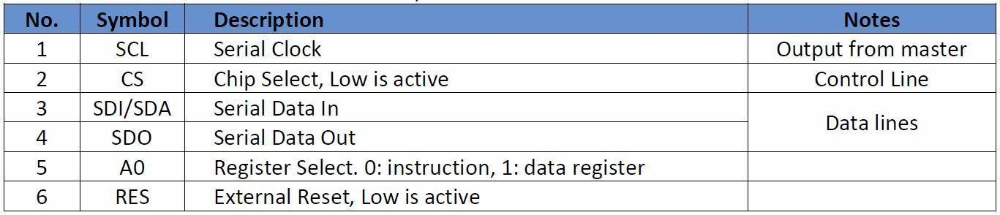 No. Symbol Description Notes
1 SCL Serial Clock Output from master
2 CS Chip Select, Low is active Control Line
3 SDI/SDA Serial Data In Data lines
4 SDO Serial Data Out
5 A0 Register Select. 0: instruction, 1: data register
6 RES External Reset, Low is active